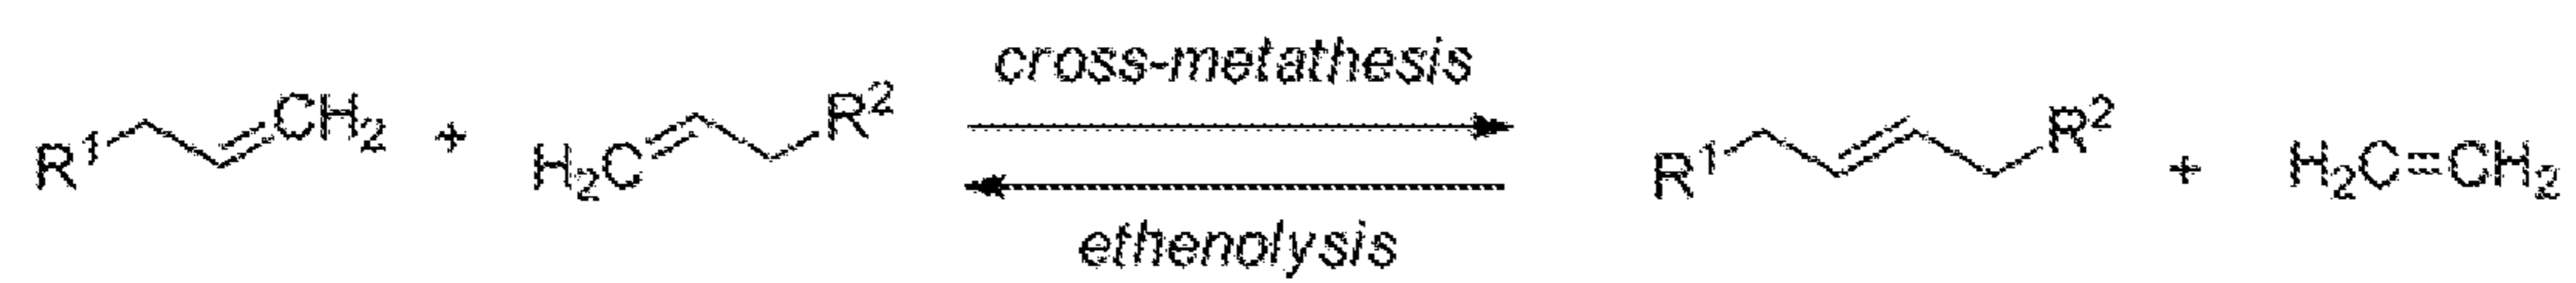 cross-metathesis
R¹ CH₂ + H₂C R² R¹ R² + H₂C=CH₂
ethenolysis